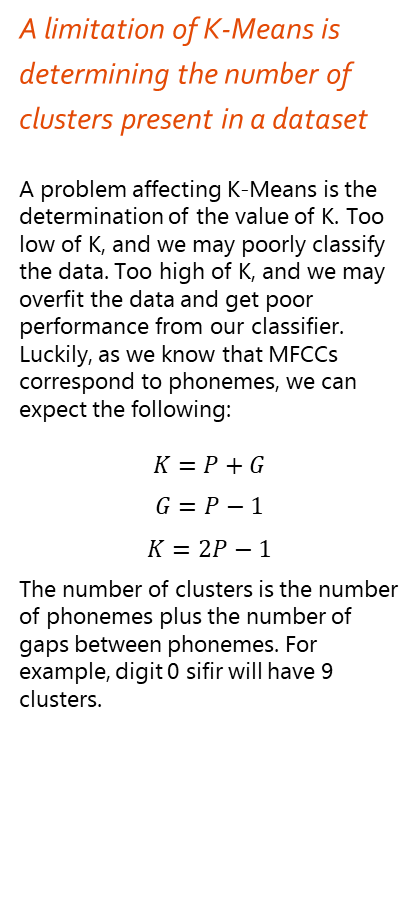 A limitation of K-Means is
determining the number of
clusters present in a dataset
A problem affecting K-Means is the
determination of the value of K. Too
low of K, and we may poorly classify
the data. Too high of K, and we may
overfit the data and get poor
performance from our classifier.
Luckily, as we know that MFCCs
correspond to phonemes, we can
expect the following:
K = P + G
G = P − 1
K = 2P − 1
The number of clusters is the number
of phonemes plus the number of
gaps between phonemes. For
example, digit 0 sifir will have 9
clusters.